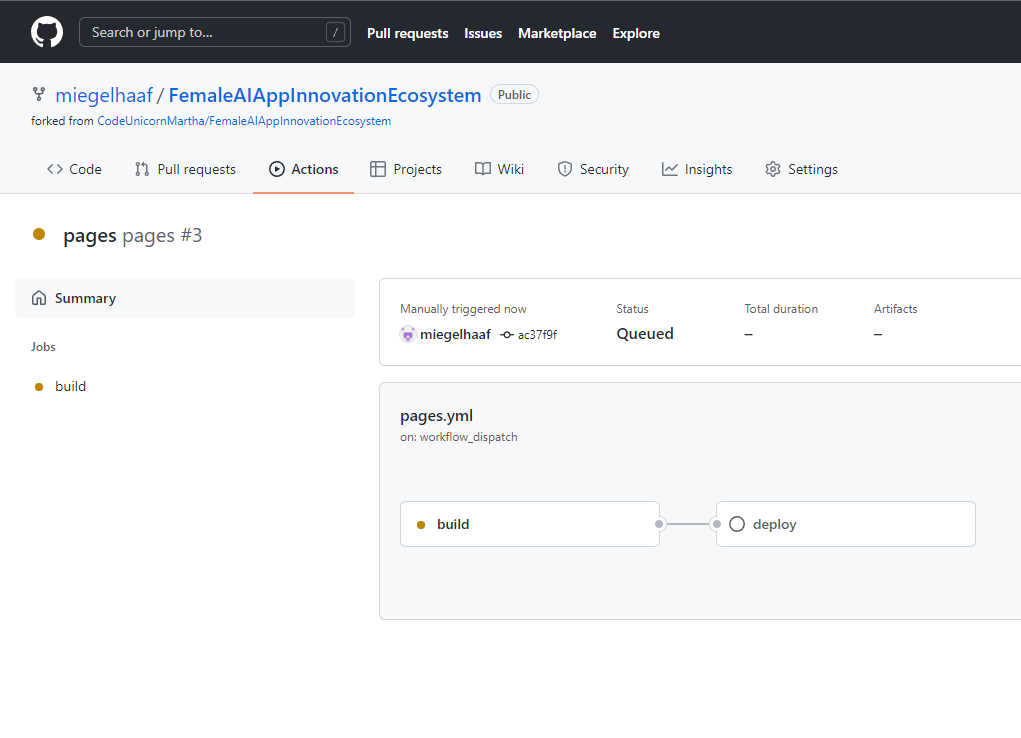 Search or jump to... /
Pull requests Issues Marketplace Explore
miegelhaaf / FemaleAIAppInnovationEcosystem Public
forked from CodeUnicornMartha/FemaleAIAppInnovationEcosystem
Code Pull requests Actions Projects Wiki Security Insights Settings
pages pages #3
Summary
Jobs
build
Manually triggered now Status Total duration Artifacts
miegelhaaf ac37f9f Queued – –
pages.yml
on: workflow_dispatch
build deploy